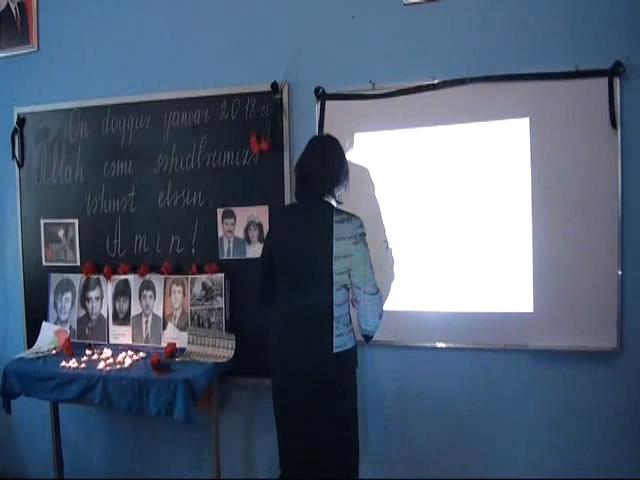 On doqquz yanvar 2018-ci
Allah cəmi şəhidlərimizə
rəhmət eləsin.
Amin!